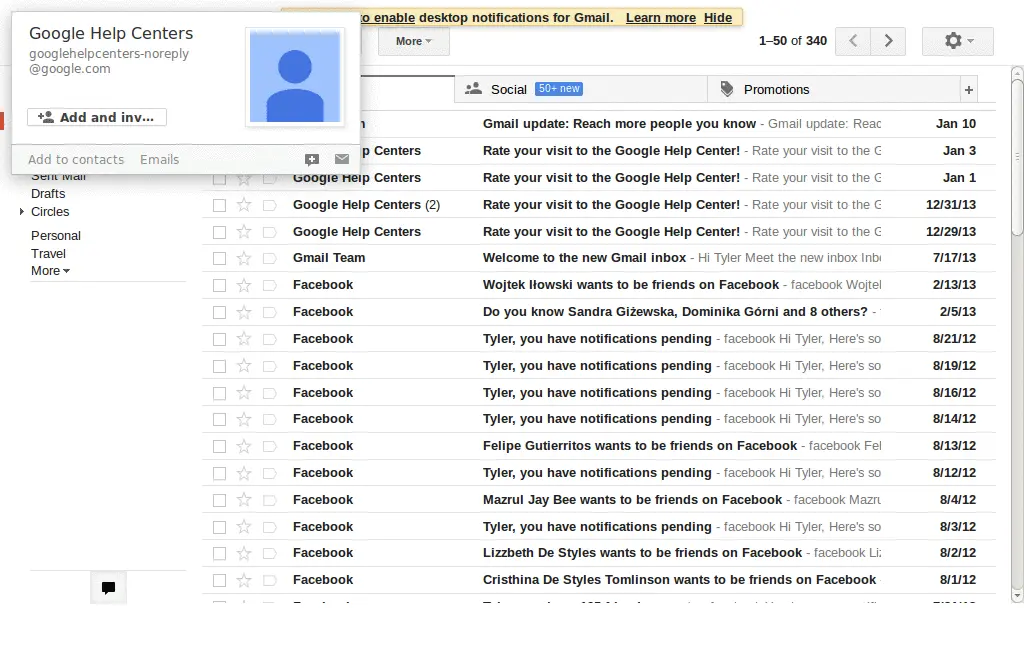 to enable desktop notifications for Gmail. Learn more Hide
Google Help Centers
googlehelpcenters-noreply
@google.com
Add and inv...
Add to contacts Emails
More
1–50 of 340
Social 50+ new
Promotions
+
Gmail update: Reach more people you know - Gmail update: Reac Jan 10
p Centers Rate your visit to the Google Help Center! - Rate your visit to the G Jan 3
Google Help Centers Rate your visit to the Google Help Center! - Rate your visit to the G Jan 1
Google Help Centers (2) Rate your visit to the Google Help Center! - Rate your visit to the G 12/31/13
Google Help Centers Rate your visit to the Google Help Center! - Rate your visit to the G 12/29/13
Gmail Team Welcome to the new Gmail inbox - Hi Tyler Meet the new inbox Inbo 7/17/13
Facebook Wojtek Iłowski wants to be friends on Facebook - facebook Wojtel 2/13/13
Facebook Do you know Sandra Giżewska, Dominika Górni and 8 others? - 2/5/13
Facebook Tyler, you have notifications pending - facebook Hi Tyler, Here's so 8/21/12
Facebook Tyler, you have notifications pending - facebook Hi Tyler, Here's so 8/19/12
Facebook Tyler, you have notifications pending - facebook Hi Tyler, Here's so 8/16/12
Facebook Tyler, you have notifications pending - facebook Hi Tyler, Here's so 8/14/12
Facebook Felipe Gutierritos wants to be friends on Facebook - facebook Fel 8/13/12
Facebook Tyler, you have notifications pending - facebook Hi Tyler, Here's so 8/12/12
Facebook Mazrul Jay Bee wants to be friends on Facebook - facebook Mazru 8/4/12
Facebook Tyler, you have notifications pending - facebook Hi Tyler, Here's so 8/3/12
Facebook Lizzbeth De Styles wants to be friends on Facebook - facebook Liz 8/2/12
Facebook Cristhina De Styles Tomlinson wants to be friends on Facebook 8/1/12
Sent Mail
Drafts
Circles
Personal
Travel
More